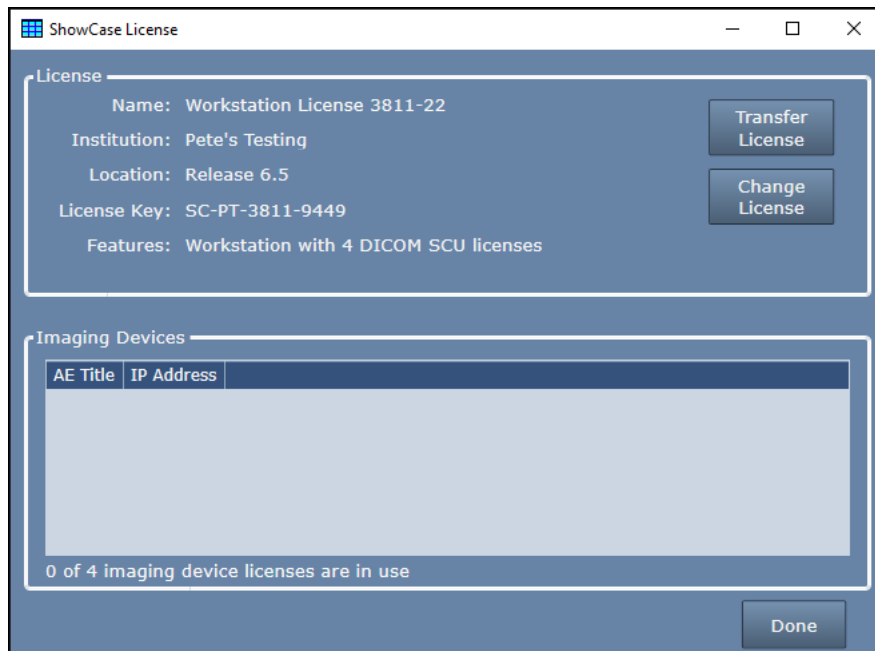 ShowCase License
License
Name: Workstation License 3811-22
Institution: Pete's Testing
Location: Release 6.5
License Key: SC-PT-3811-9449
Features: Workstation with 4 DICOM SCU licenses
Transfer
License
Change
License
Imaging Devices
AE Title IP Address
0 of 4 imaging device licenses are in use
Done